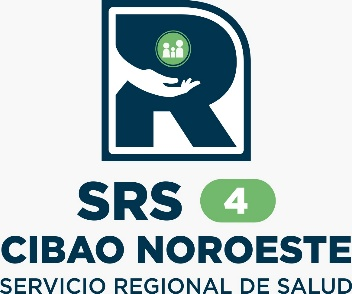 R
SRS 4
CIBAO NOROESTE
SERVICIO REGIONAL DE SALUD